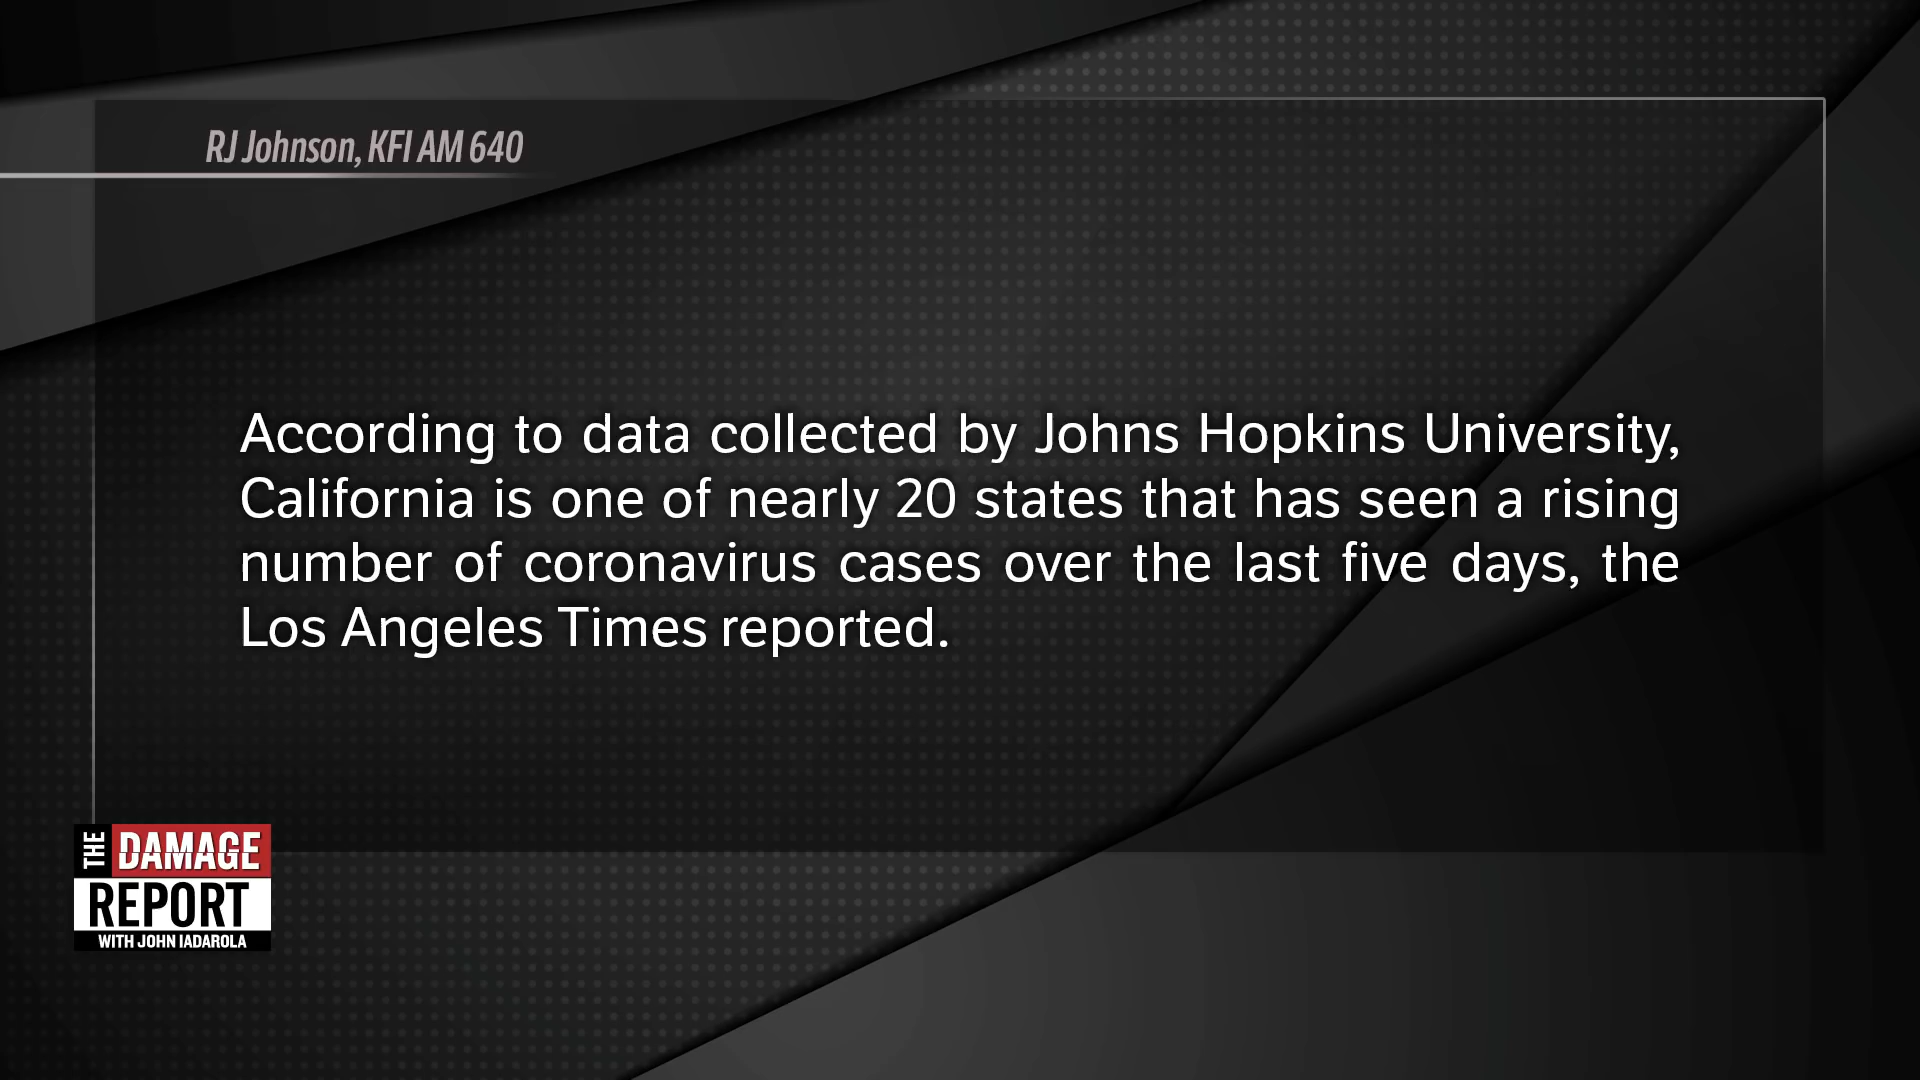 RJ Johnson, KFI AM 640
According to data collected by Johns Hopkins University,
California is one of nearly 20 states that has seen a rising
number of coronavirus cases over the last five days, the
Los Angeles Times reported.
THE DAMAGE
REPORT
WITH JOHN IADAROLA